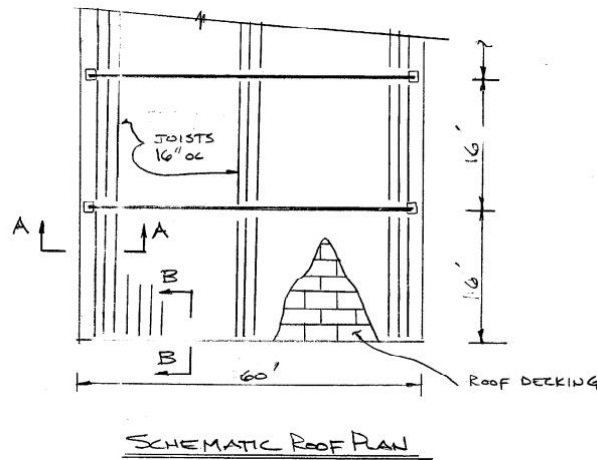 JOISTS
16" OC
16'
A
A
16'
B
B
60'
ROOF DECKING
SCHEMATIC ROOF PLAN